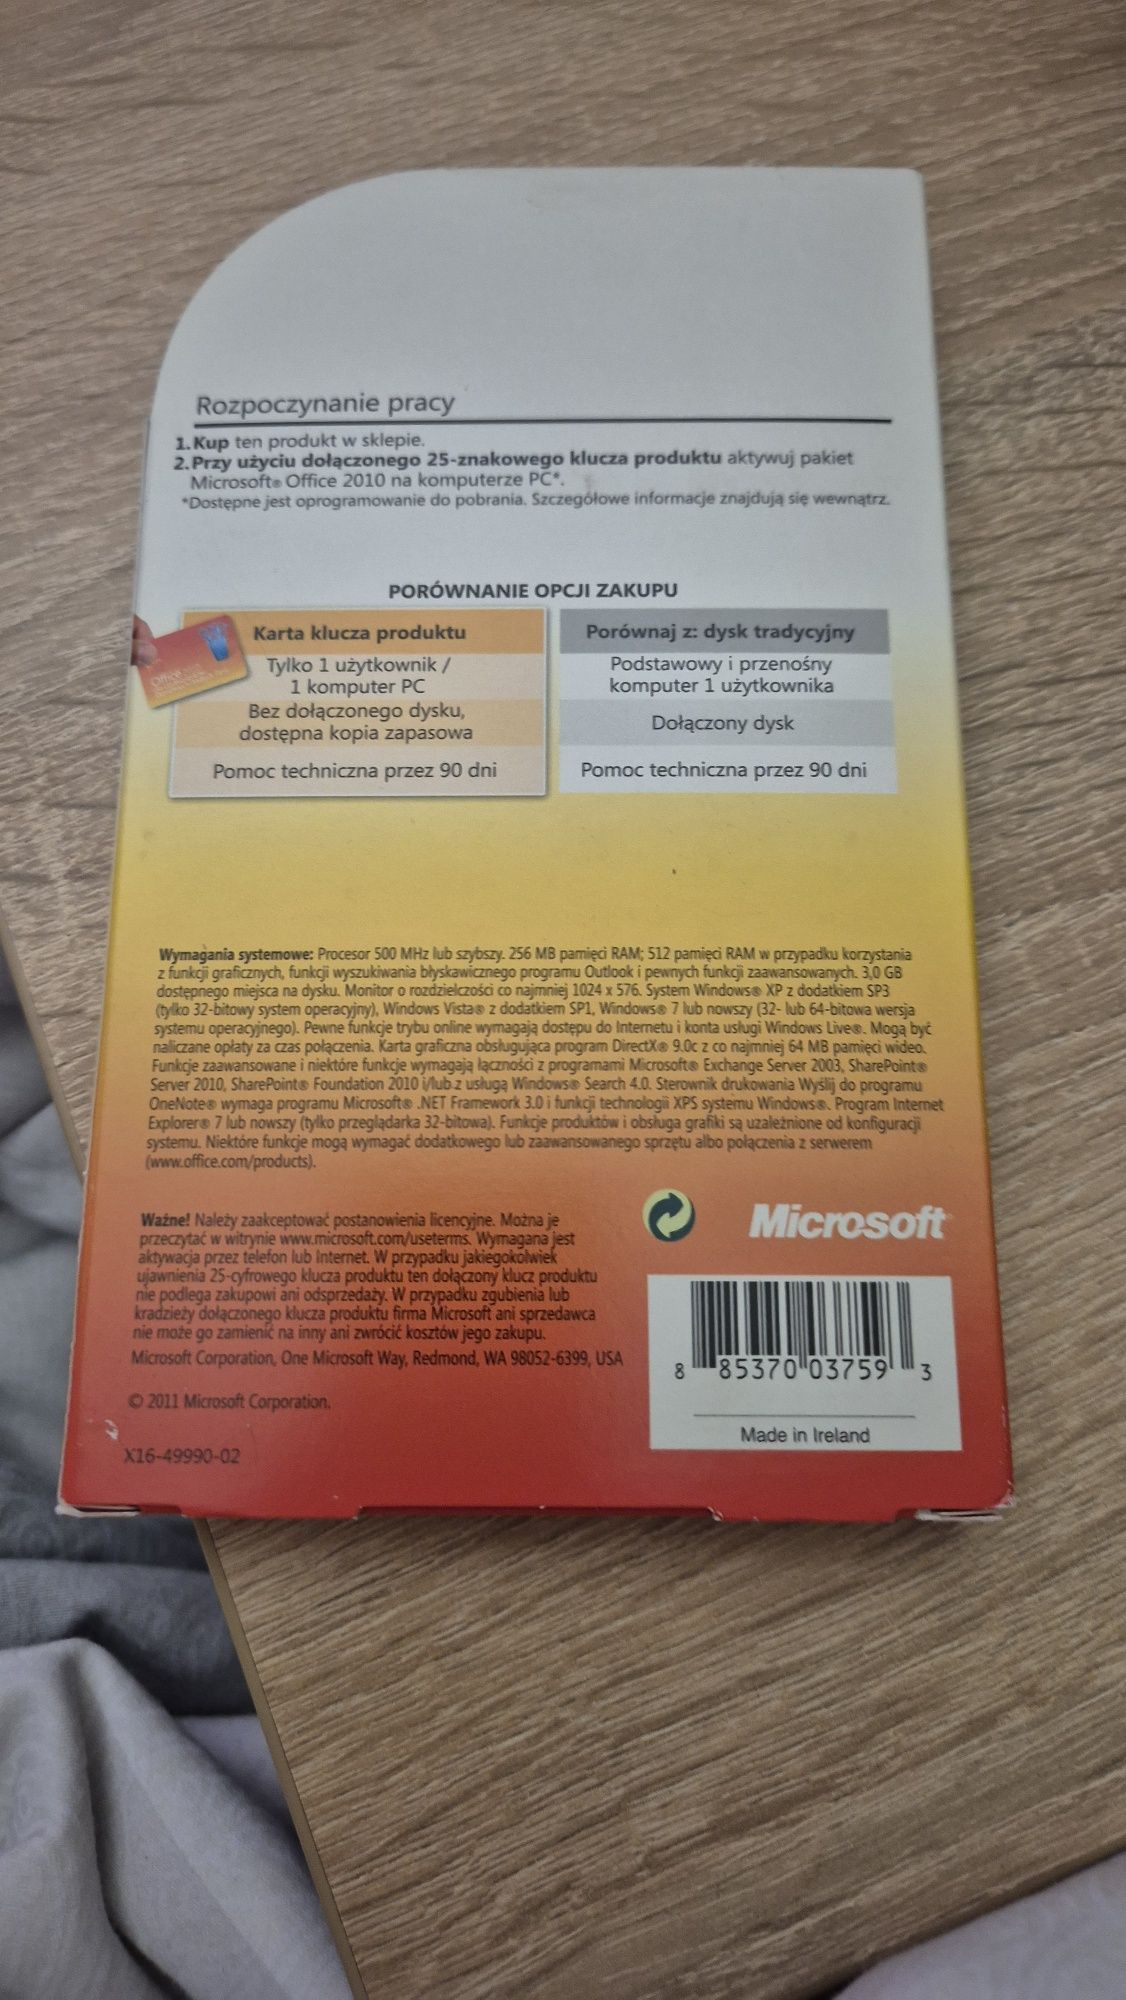 Rozpoczynanie pracy
1. Kup ten produkt w sklepie.
2. Przy użyciu dołączonego 25-znakowego klucza produktu aktywuj pakiet
Microsoft® Office 2010 na komputerze PC*.
*Dostępne jest oprogramowanie do pobrania. Szczegółowe informacje znajdują się wewnątrz.
PORÓWNANIE OPCJI ZAKUPU
Karta klucza produktu
Tylko 1 użytkownik /
1 komputer PC
Bez dołączonego dysku,
dostępna kopia zapasowa
Pomoc techniczna przez 90 dni
Porównaj z: dysk tradycyjny
Podstawowy i przenośny
komputer 1 użytkownika
Dołączony dysk
Pomoc techniczna przez 90 dni
Office
Wymagania systemowe: Procesor 500 MHz lub szybszy. 256 MB pamięci RAM; 512 pamięci RAM w przypadku korzystania
z funkcji graficznych, funkcji wyszukiwania błyskawicznego programu Outlook i pewnych funkcji zaawansowanych. 3,0 GB
dostępnego miejsca na dysku. Monitor o rozdzielczości co najmniej 1024 x 576. System Windows® XP z dodatkiem SP3
(tylko 32-bitowy system operacyjny), Windows Vista® z dodatkiem SP1, Windows® 7 lub nowszy (32- lub 64-bitowa wersja
systemu operacyjnego). Pewne funkcje trybu online wymagają dostępu do Internetu i konta usługi Windows Live®. Mogą być
naliczane opłaty za czas połączenia. Karta graficzna obsługująca program DirectX® 9.0c z co najmniej 64 MB pamięci wideo.
Funkcje zaawansowane i niektóre funkcje wymagają łączności z programami Microsoft® Exchange Server 2003, SharePoint®
Server 2010, SharePoint® Foundation 2010 i/lub z usługą Windows® Search 4.0. Sterownik drukowania Wyślij do programu
OneNote® wymaga programu Microsoft® .NET Framework 3.0 i funkcji technologii XPS systemu Windows®. Program Internet
Explorer® 7 lub nowszy (tylko przeglądarka 32-bitowa). Funkcje produktów i obsługa grafiki są uzależnione od konfiguracji
systemu. Niektóre funkcje mogą wymagać dodatkowego lub zaawansowanego sprzętu albo połączenia z serwerem
(www.office.com/products).
Ważne! Należy zaakceptować postanowienia licencyjne. Można je
przeczytać w witrynie www.microsoft.com/useterms. Wymagana jest
aktywacja przez telefon lub Internet. W przypadku jakiegokolwiek
ujawnienia 25-cyfrowego klucza produktu ten dołączony klucz produktu
nie podlega zakupowi ani odsprzedaży. W przypadku zgubienia lub
kradzieży dołączonego klucza produktu firma Microsoft ani sprzedawca
nie może go zamienić na inny ani zwrócić kosztów jego zakupu.
Microsoft Corporation, One Microsoft Way, Redmond, WA 98052-6399, USA
© 2011 Microsoft Corporation.
X16-49990-02
Microsoft
8 85370 03759 3
Made in Ireland